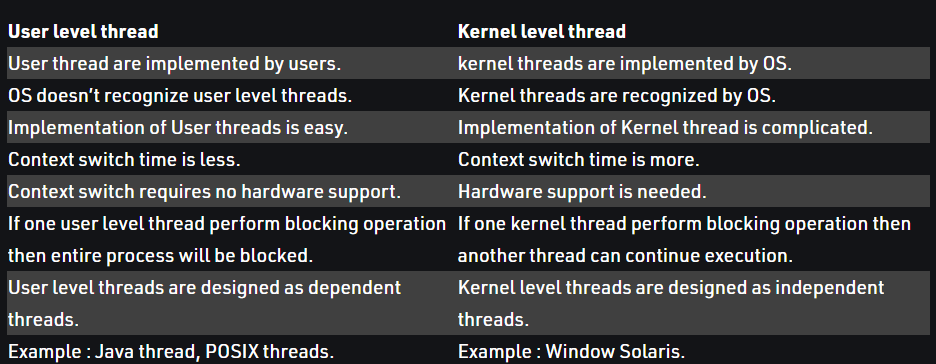 User level thread Kernel level thread
User thread are implemented by users. kernel threads are implemented by OS.
OS doesn’t recognize user level threads. Kernel threads are recognized by OS.
Implementation of User threads is easy. Implementation of Kernel thread is complicated.
Context switch time is less. Context switch time is more.
Context switch requires no hardware support. Hardware support is needed.
If one user level thread perform blocking operation If one kernel thread perform blocking operation then
then entire process will be blocked. another thread can continue execution.
User level threads are designed as dependent Kernel level threads are designed as independent
threads. threads.
Example : Java thread, POSIX threads. Example : Window Solaris.